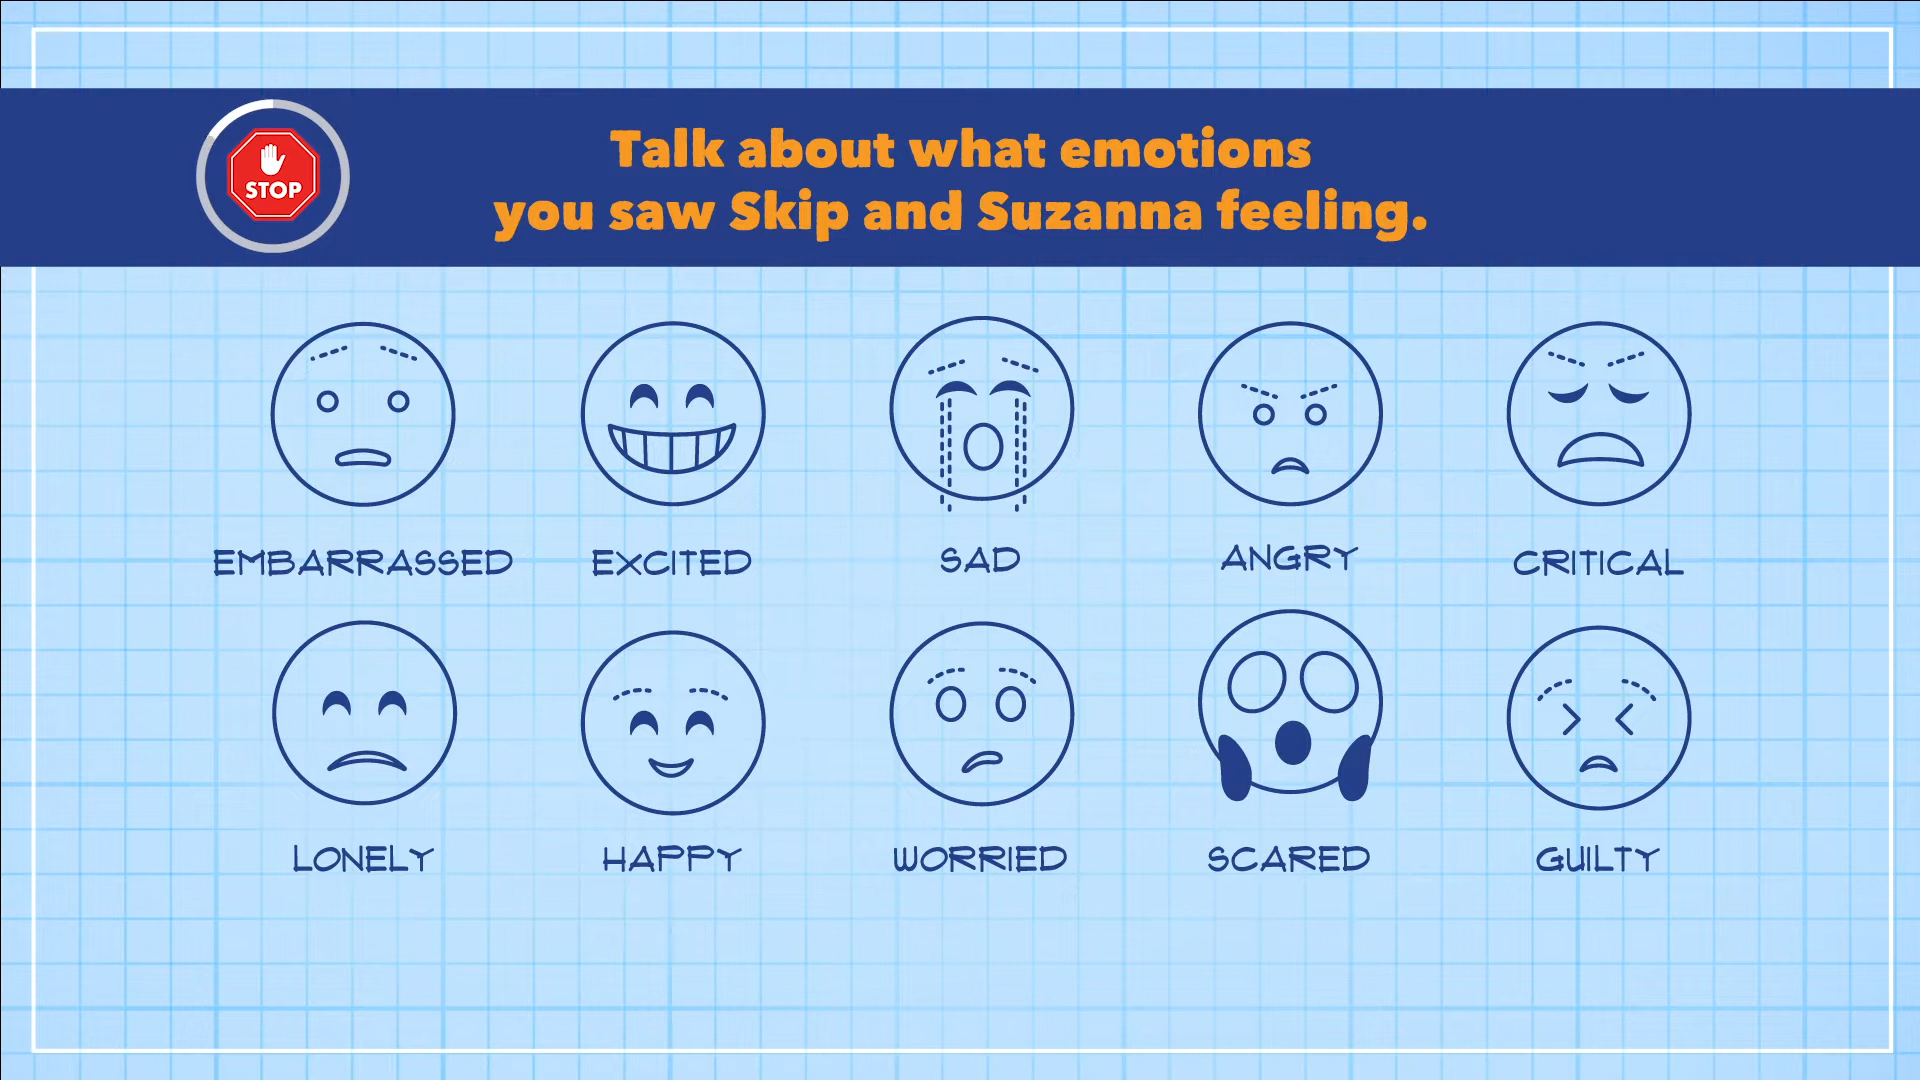 STOP
Talk about what emotions
you saw Skip and Suzanna feeling.
EMBARRASSED EXCITED SAD ANGRY CRITICAL
LONELY HAPPY WORRIED SCARED GUILTY